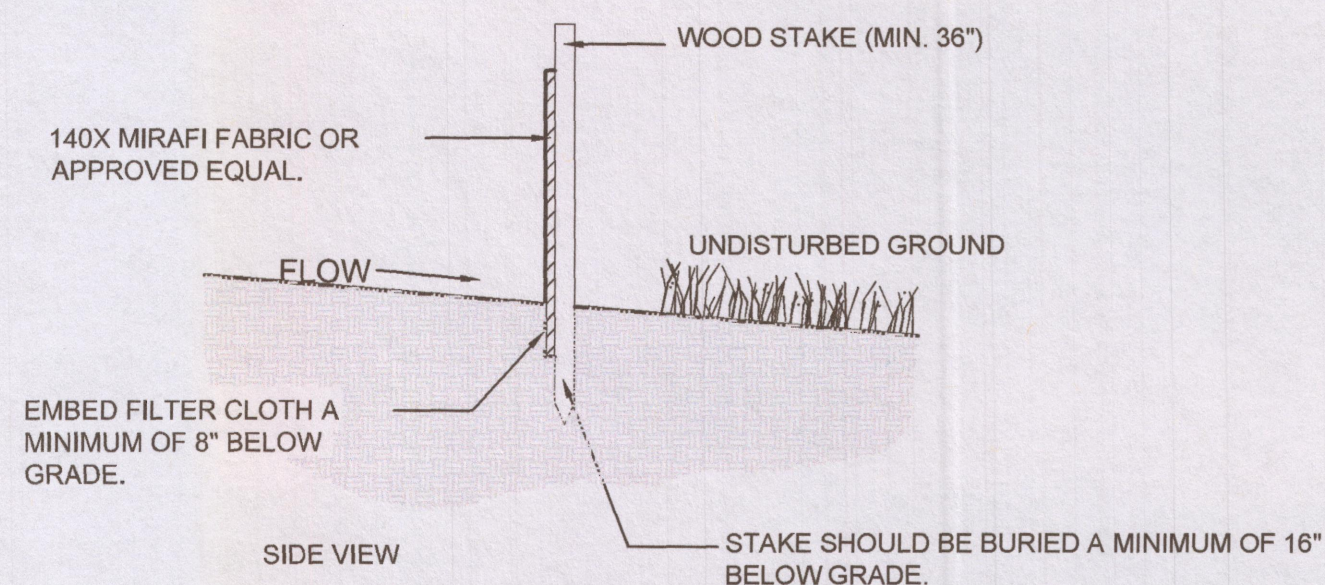 WOOD STAKE (MIN. 36")
140X MIRAFI FABRIC OR
APPROVED EQUAL.
UNDISTURBED GROUND
FLOW
EMBED FILTER CLOTH A
MINIMUM OF 8" BELOW
GRADE.
SIDE VIEW
STAKE SHOULD BE BURIED A MINIMUM OF 16"
BELOW GRADE.